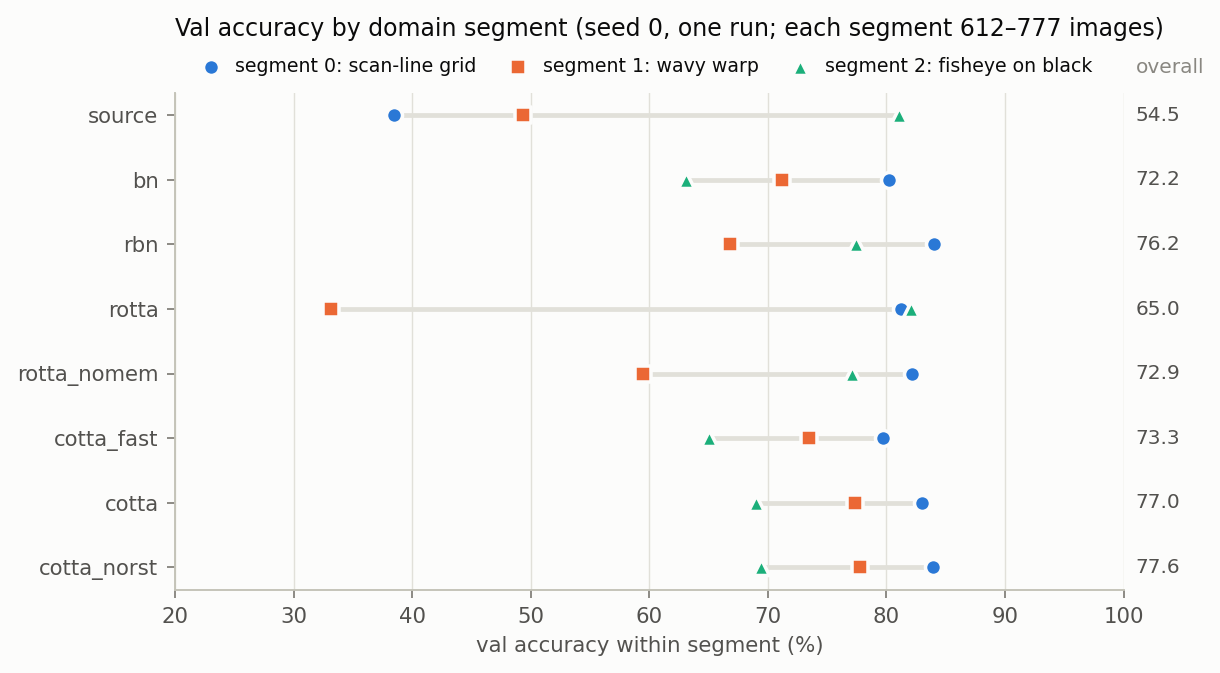 Val accuracy by domain segment (seed 0, one run; each segment 612–777 images)
segment 0: scan-line grid segment 1: wavy warp segment 2: fisheye on black overall
source 54.5
bn 72.2
rbn 76.2
rotta 65.0
rotta_nomem 72.9
cotta_fast 73.3
cotta 77.0
cotta_norst 77.6
20 30 40 50 60 70 80 90 100
val accuracy within segment (%)